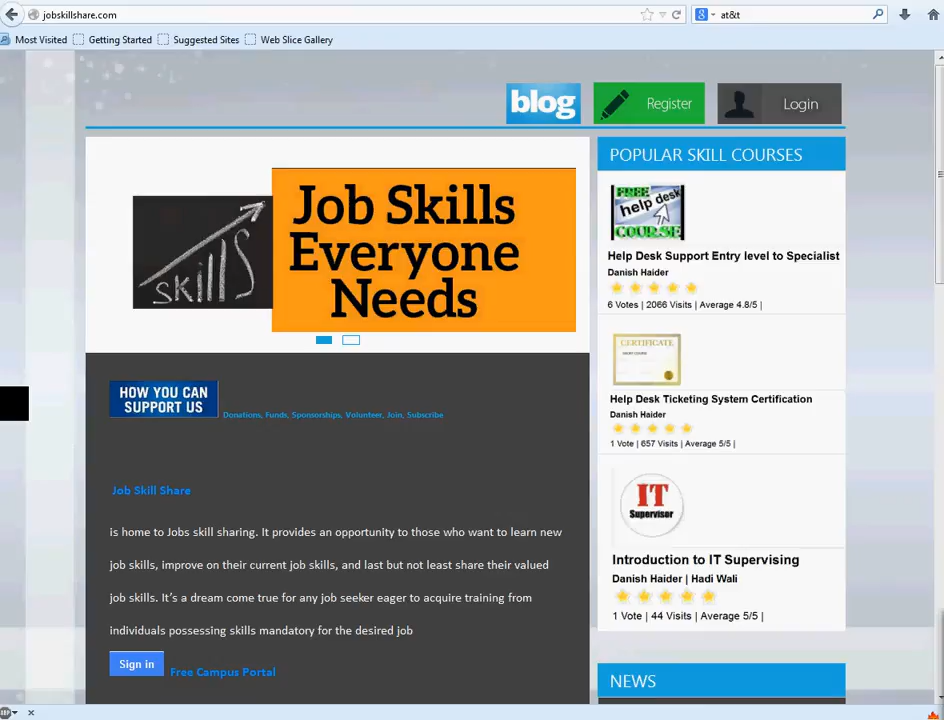 jobskillshare.com
at&t
Most Visited
Getting Started
Suggested Sites
Web Slice Gallery
blog
Register
Login
skills
Job Skills
Everyone
Needs
HOW YOU CAN
SUPPORT US
Donations, Funds, Sponsorships, Volunteer, Join, Subscribe
Job Skill Share
is home to Jobs skill sharing. It provides an opportunity to those who want to learn new
job skills, improve on their current job skills, and last but not least share their valued
job skills. It's a dream come true for any job seeker eager to acquire training from
individuals possessing skills mandatory for the desired job
Sign in
Free Campus Portal
POPULAR SKILL COURSES
FREE
help desk
COURSE
Help Desk Support Entry level to Specialist
Danish Haider
6 Votes | 2066 Visits | Average 4.8/5 |
CERTIFICATE
Help Desk Ticketing System Certification
Danish Haider
1 Vote | 657 Visits | Average 5/5 |
IT
Supervisor
Introduction to IT Supervising
Danish Haider | Hadi Wali
1 Vote | 44 Visits | Average 5/5 |
NEWS